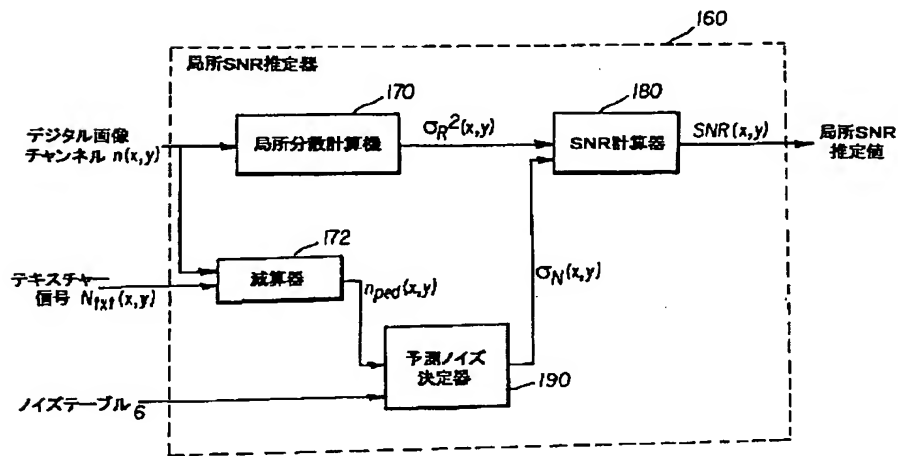 160
局所SNR推定器
170
180
デジタル画像
チャンネル n(x,y)
局所分散計算機
σR²(x,y)
SNR計算器
SNR(x,y)
局所SNR
推定値
172
テキスチャー
信号 Ntxt(x,y)
減算器
nped(x,y)
σN(x,y)
予測ノイズ
決定器
190
ノイズテーブル 6